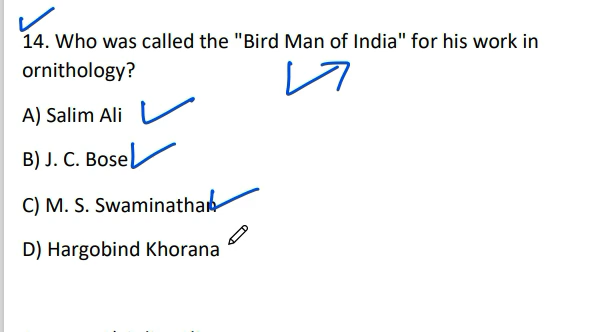 14. Who was called the "Bird Man of India" for his work in
ornithology?
A) Salim Ali
B) J. C. Bose
C) M. S. Swaminathan
D) Hargobind Khorana